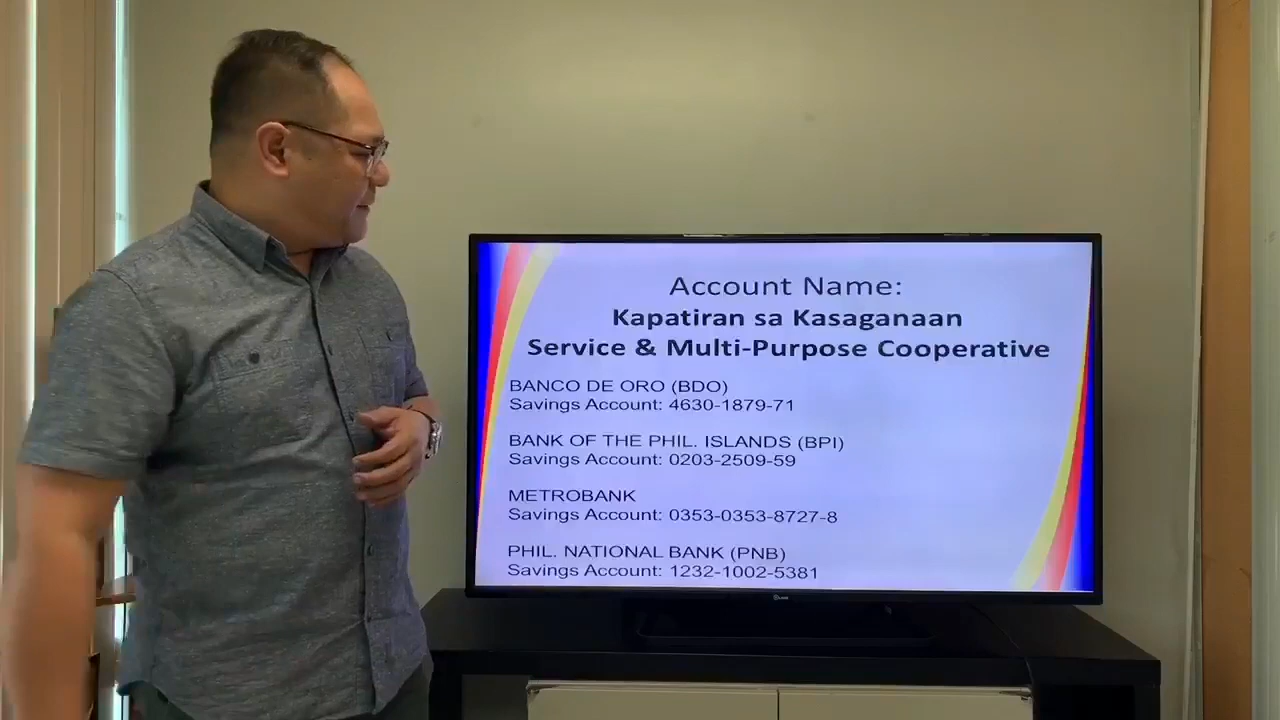 Account Name:
Kapatiran sa Kasaganaan
Service & Multi-Purpose Cooperative
BANCO DE ORO (BDO)
Savings Account: 4630-1879-71
BANK OF THE PHIL. ISLANDS (BPI)
Savings Account: 0203-2509-59
METROBANK
Savings Account: 0353-0353-8727-8
PHIL. NATIONAL BANK (PNB)
Savings Account: 1232-1002-5381